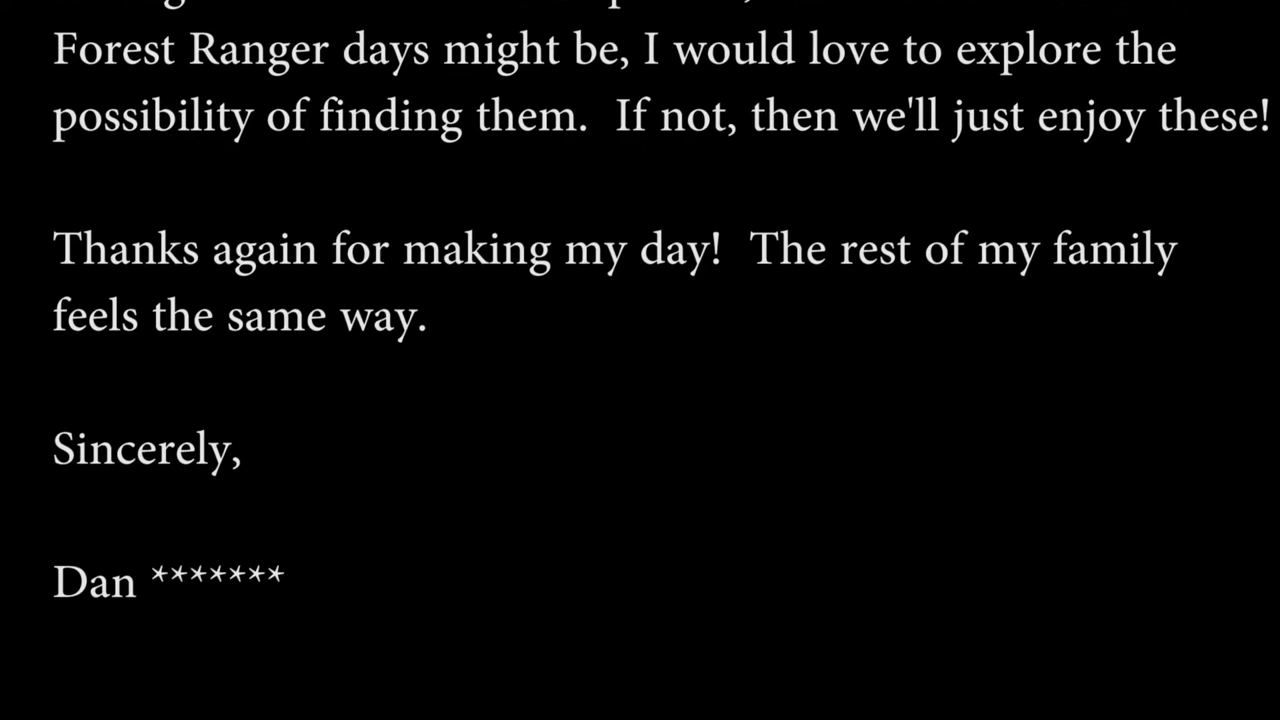 Forest Ranger days might be, I would love to explore the
possibility of finding them.  If not, then we'll just enjoy these!
Thanks again for making my day!  The rest of my family
feels the same way.
Sincerely,
Dan *******